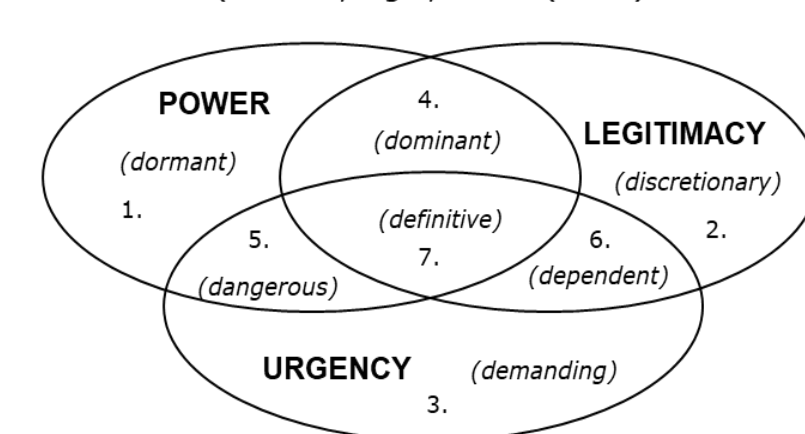 POWER
4.
(dominant)
LEGITIMACY
(dormant)
(discretionary)
1.
(definitive)
2.
5.
6.
7.
(dangerous)
(dependent)
URGENCY (demanding)
3.